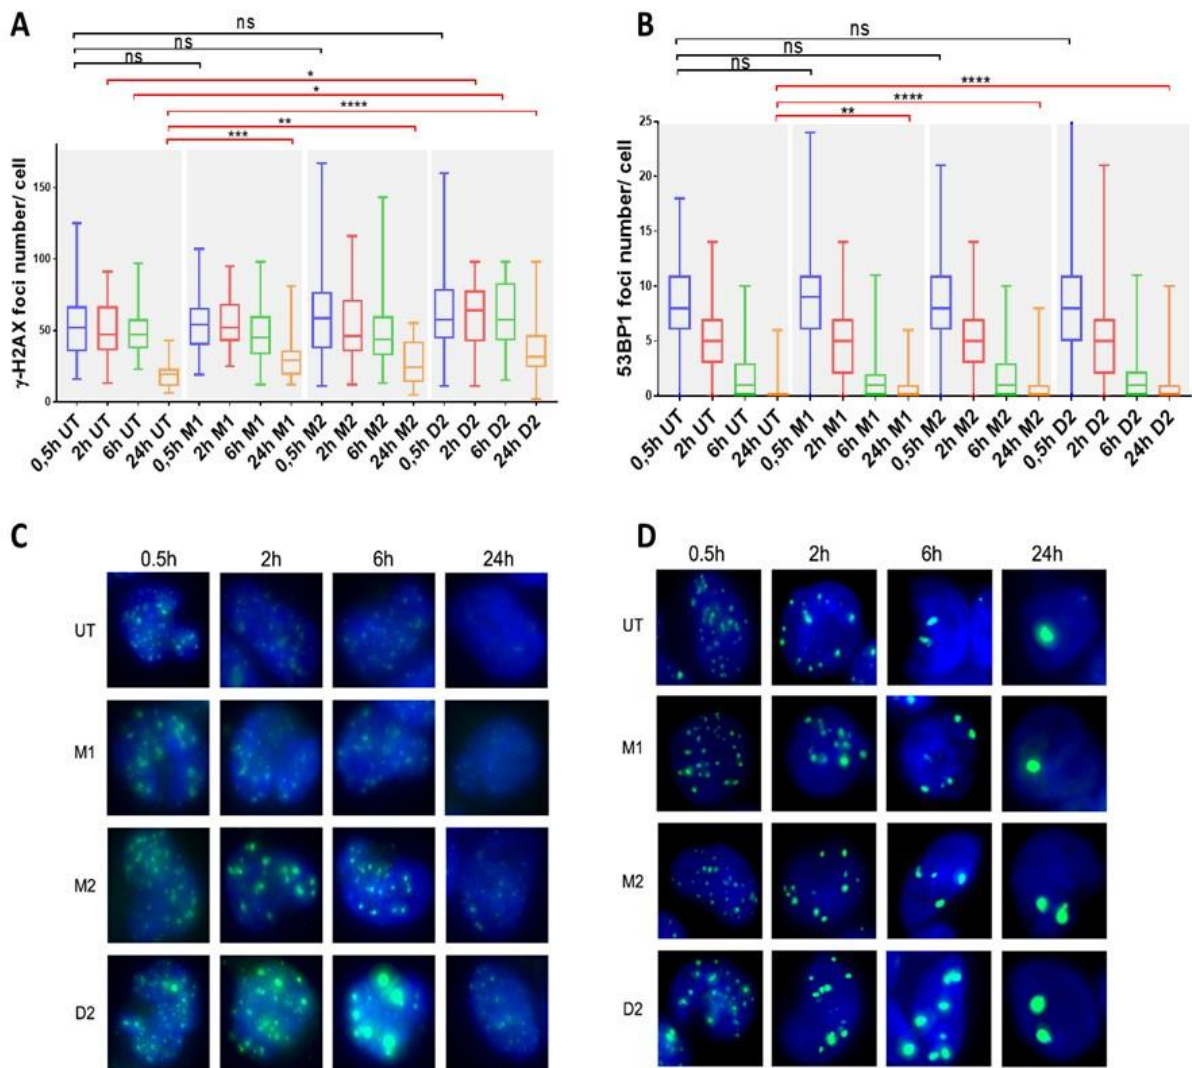 A
ns
ns
ns
*
*
****
**
***
γ-H2AX foci number/ cell
150
100
50
0
0,5h UT
2h UT
6h UT
24h UT
0,5h M1
2h M1
6h M1
24h M1
0,5h M2
2h M2
6h M2
24h M2
0,5h D2
2h D2
6h D2
24h D2
B
ns
ns
ns
****
****
**
53BP1 foci number/ cell
25
20
15
10
5
0
0,5h UT
2h UT
6h UT
24h UT
0,5h M1
2h M1
6h M1
24h M1
0,5h M2
2h M2
6h M2
24h M2
0,5h D2
2h D2
6h D2
24h D2
C
0.5h 2h 6h 24h
UT
M1
M2
D2
D
0.5h 2h 6h 24h
UT
M1
M2
D2